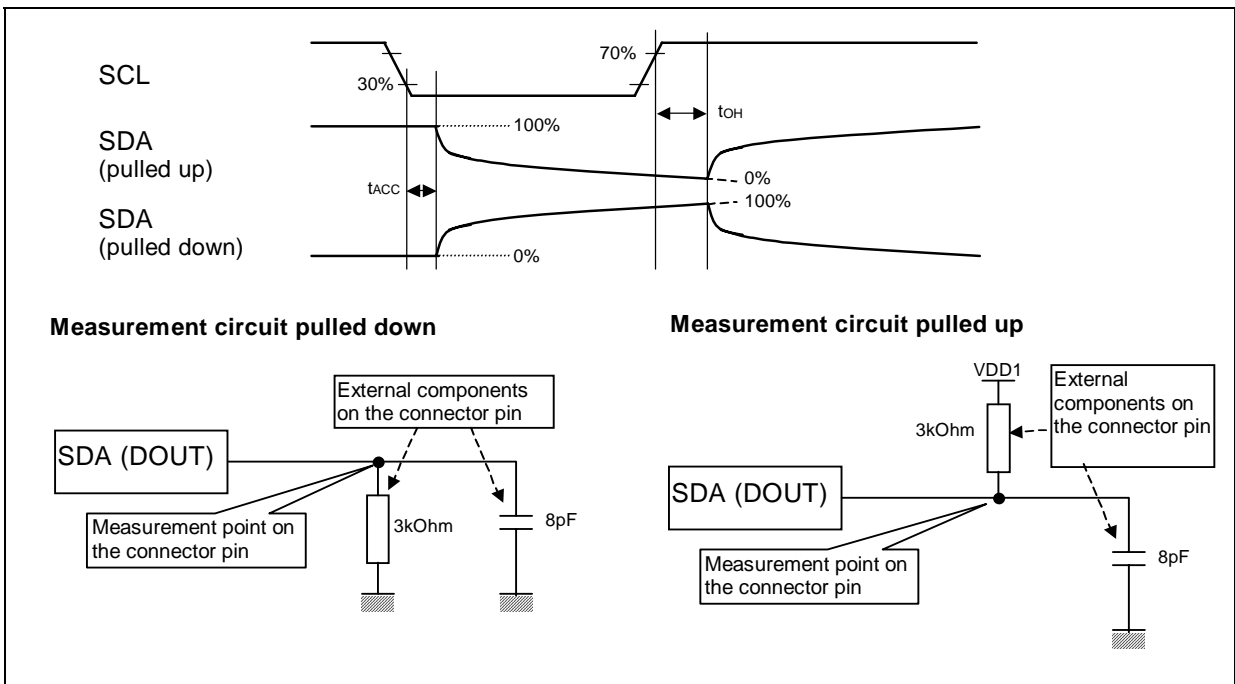 SCL
30%
70%
tOH
SDA
(pulled up)
100%
tACC
0%
100%
SDA
(pulled down)
0%
Measurement circuit pulled down
External components
on the connector pin
SDA (DOUT)
3kOhm
8pF
Measurement point on
the connector pin
Measurement circuit pulled up
VDD1
External
components on
the connector pin
3kOhm
SDA (DOUT)
8pF
Measurement point on
the connector pin